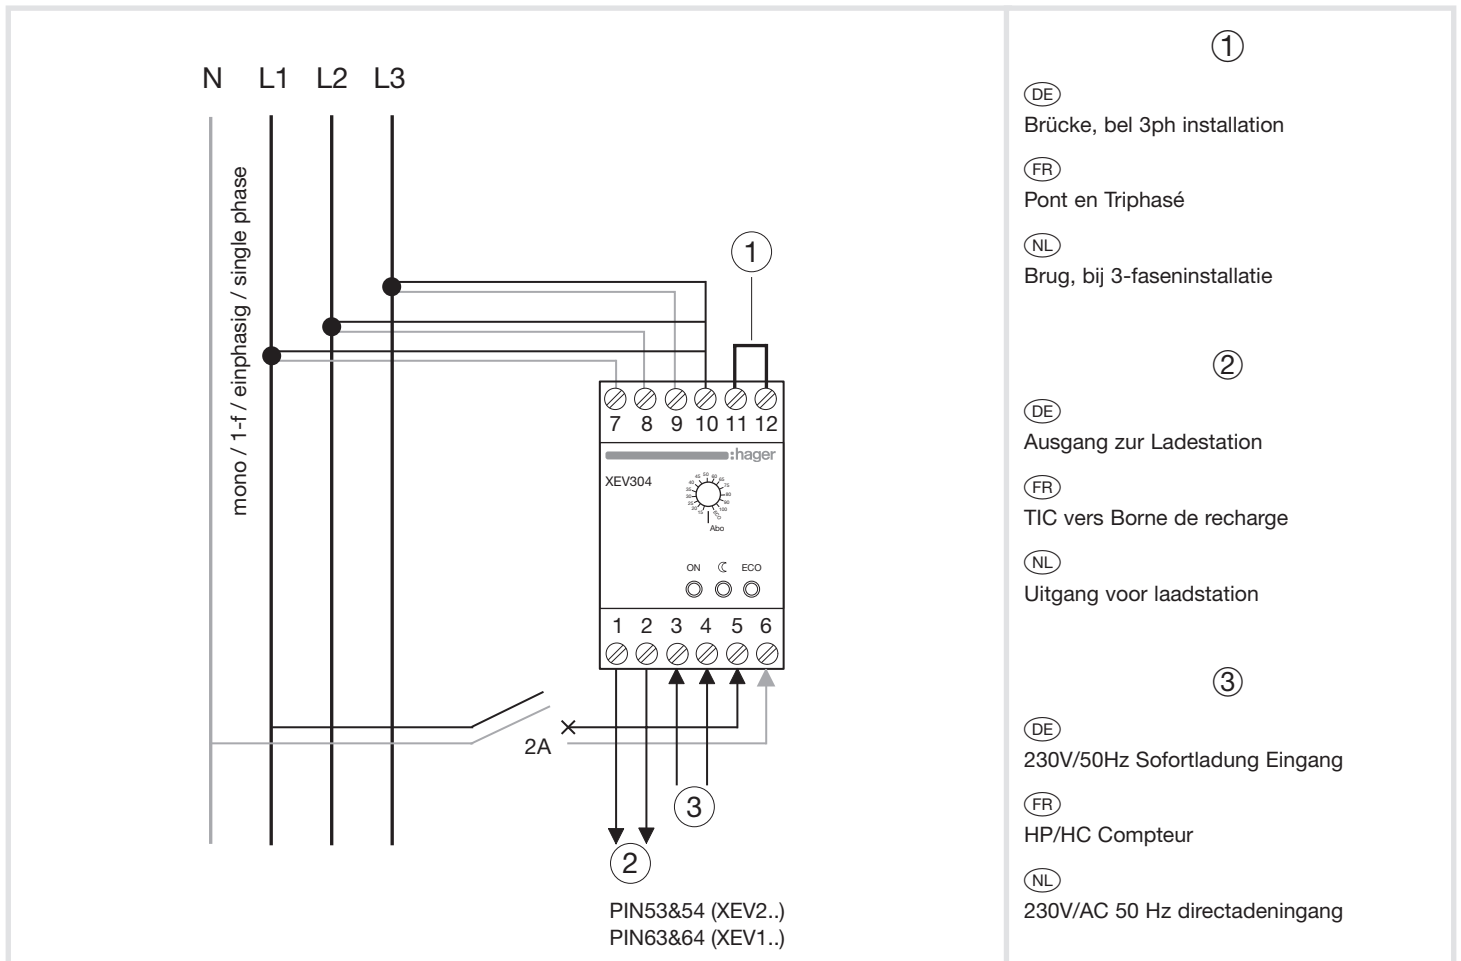 N L1 L2 L3
mono / 1-f / einphasig / single phase
1
7 8 9 10 11 12
:hager
XEV304
Abo
ON ECO
1 2 3 4 5 6
2A
3
2
PIN53&54 (XEV2..)
PIN63&64 (XEV1..)
1
DE
Brücke, bel 3ph installation
FR
Pont en Triphasé
NL
Brug, bij 3-faseninstallatie
2
DE
Ausgang zur Ladestation
FR
TIC vers Borne de recharge
NL
Uitgang voor laadstation
3
DE
230V/50Hz Sofortladung Eingang
FR
HP/HC Compteur
NL
230V/AC 50 Hz directadeningang